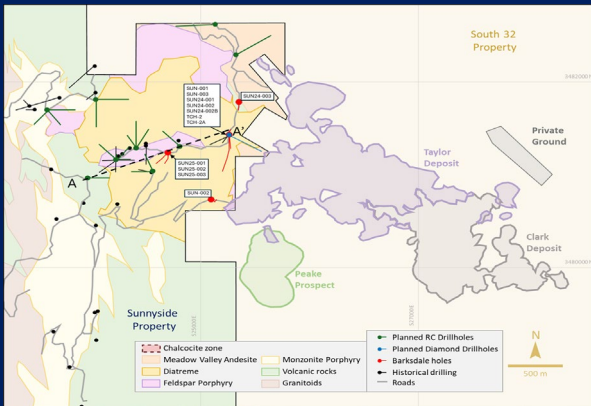 South 32
Property
SUN-001
SUN-003
SUN24-001
SUN24-002
SUN24-002B
TCH-2
TCH-2A
SUN24-003
A'
Taylor
Deposit
Private
Ground
A
SUN25-001
SUN25-002
SUN25-003
SUN-002
Clark
Deposit
Peake
Prospect
Sunnyside
Property
Chalcocite zone
Meadow Valley Andesite
Diatreme
Feldspar Porphyry
Monzonite Porphyry
Volcanic rocks
Granitoids
Planned RC Drillholes
Planned Diamond Drillholes
Barksdale holes
Historical drilling
Roads
N
500 m